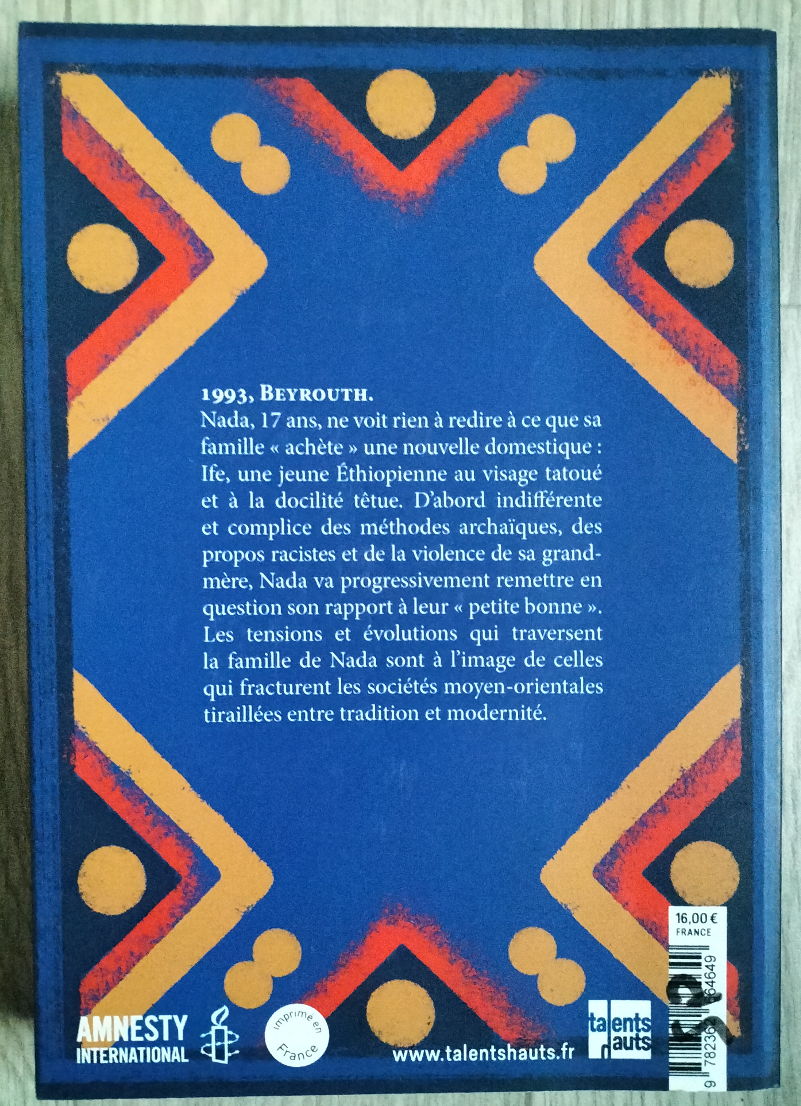 1993, BEYROUTH.
Nada, 17 ans, ne voit rien à redire à ce que sa
famille « achète » une nouvelle domestique :
Ife, une jeune Éthiopienne au visage tatoué
et à la docilité têtue. D'abord indifférente
et complice des méthodes archaïques, des
propos racistes et de la violence de sa grand-
mère, Nada va progressivement remettre en
question son rapport à leur « petite bonne ».
Les tensions et évolutions qui traversent
la famille de Nada sont à l'image de celles
qui fracturent les sociétés moyen-orientales
tiraillées entre tradition et modernité.
16,00 €
FRANCE
AMNESTY
INTERNATIONAL
imprimé en
France
www.talentshauts.fr
talents
hauts